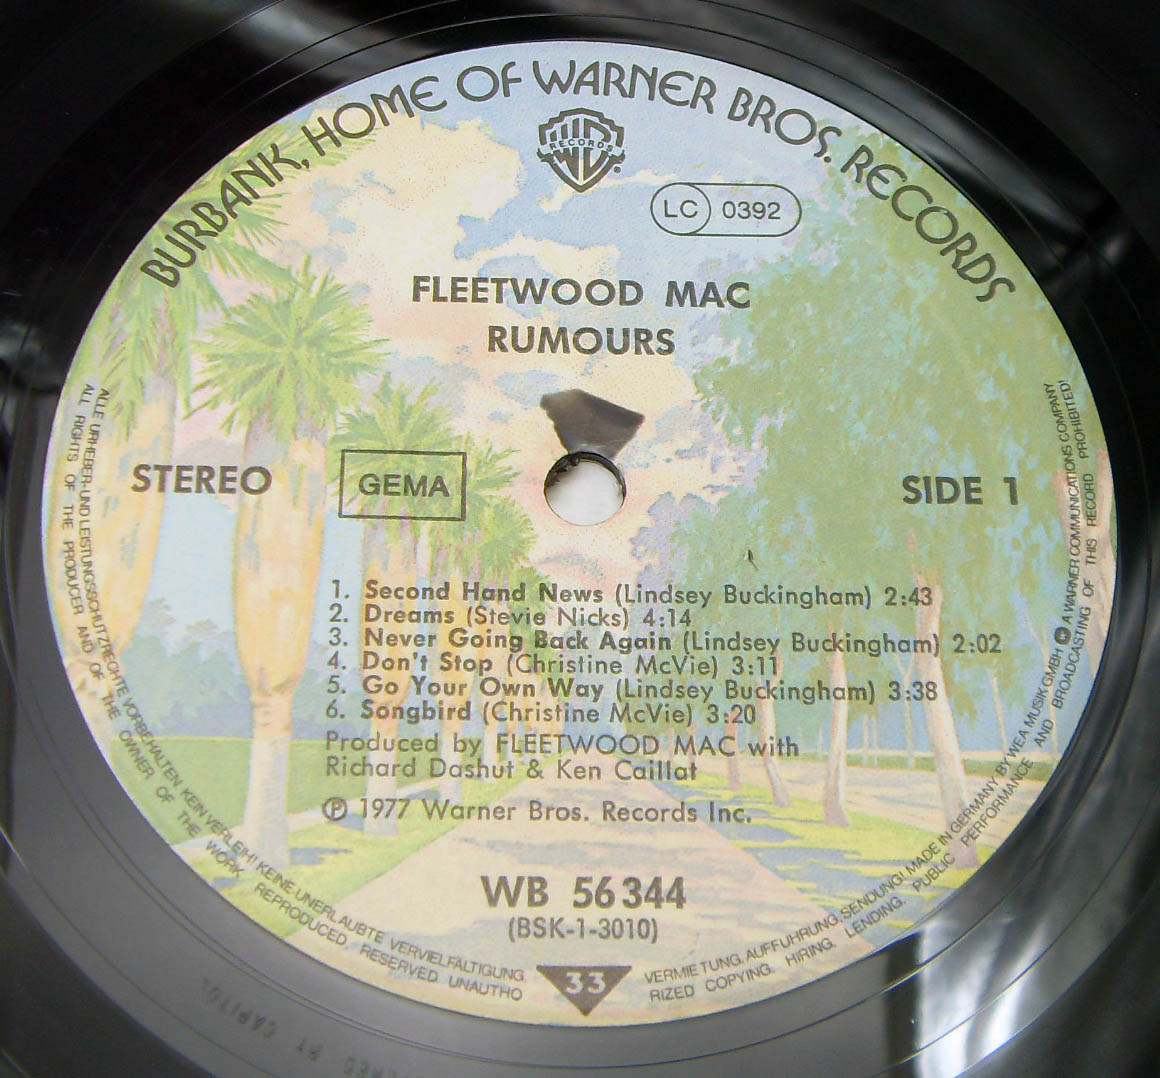 BURBANK, HOME OF WARNER BROS. RECORDS
WB
RECORDS
LC 0392
FLEETWOOD MAC
RUMOURS
STEREO
GEMA
SIDE 1
1. Second Hand News (Lindsey Buckingham) 2:43
2. Dreams (Stevie Nicks) 4:14
3. Never Going Back Again (Lindsey Buckingham) 2:02
4. Don't Stop (Christine McVie) 3:11
5. Go Your Own Way (Lindsey Buckingham) 3:38
6. Songbird (Christine McVie) 3:20
Produced by FLEETWOOD MAC with
Richard Dashut & Ken Caillat
Ⓟ 1977 Warner Bros. Records Inc.
WB 56 344
(BSK-1-3010)
33
ALLE URHEBER-UND LEISTUNGSSCHUTZRECHTE VORBEHALTEN KEIN VERLEIH! KEINE UNERLAUBTE VERVIELFÄLTIGUNG, VERMIETUNG, AUFFÜHRUNG, SENDUNG! MADE IN GERMANY BY WEA MUSIK GMBH A WARNER COMMUNICATIONS COMPANY
ALL RIGHTS OF THE PRODUCER AND OF THE OWNER OF THE WORK REPRODUCED RESERVED UNAUTHORIZED COPYING, HIRING, LENDING, PUBLIC PERFORMANCE AND BROADCASTING OF THIS RECORD PROHIBITED!
AT CAPITOL